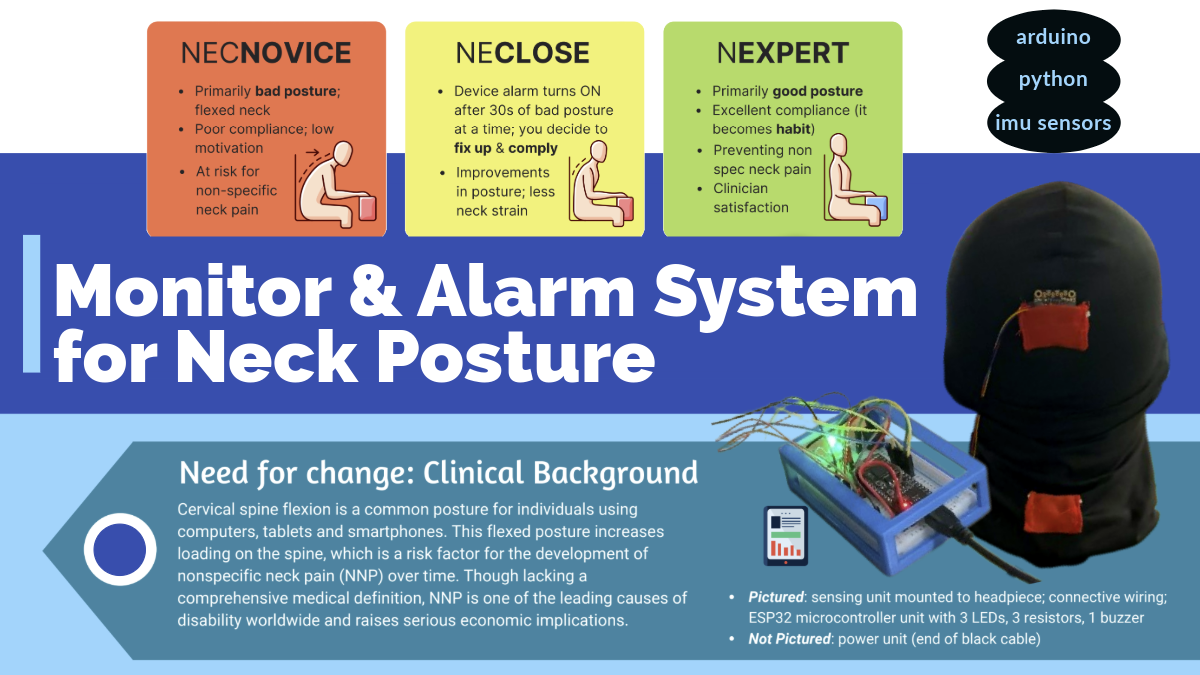 NECNOVICE
• Primarily bad posture;
flexed neck
• Poor compliance; low
motivation
• At risk for
non-specific
neck pain
NECLOSE
• Device alarm turns ON
after 30s of bad posture
at a time; you decide to
fix up & comply
• Improvements
in posture; less
neck strain
NEXPERT
• Primarily good posture
• Excellent compliance (it
becomes habit)
• Preventing non
spec neck pain
• Clinician
satisfaction
arduino
python
imu sensors
Monitor & Alarm System
for Neck Posture
Need for change: Clinical Background
Cervical spine flexion is a common posture for individuals using
computers, tablets and smartphones. This flexed posture increases
loading on the spine, which is a risk factor for the development of
nonspecific neck pain (NNP) over time. Though lacking a
comprehensive medical definition, NNP is one of the leading causes of
disability worldwide and raises serious economic implications.
• Pictured: sensing unit mounted to headpiece; connective wiring;
ESP32 microcontroller unit with 3 LEDs, 3 resistors, 1 buzzer
• Not Pictured: power unit (end of black cable)